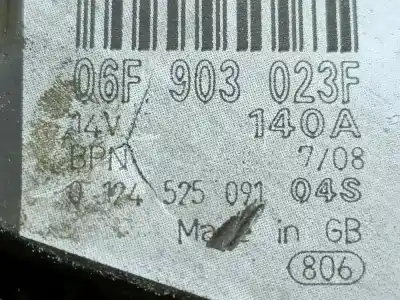 06F 903 023F
14V 140A
BPN 7/08
0 124 525 091 04S
Made in GB
806